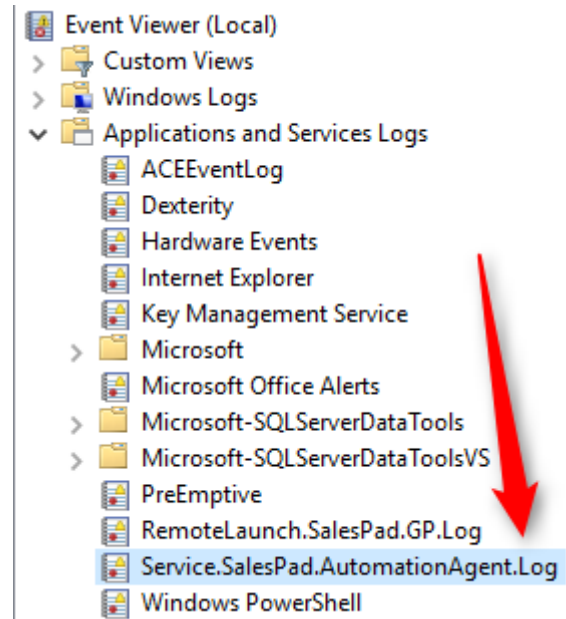 Event Viewer (Local)
Custom Views
Windows Logs
Applications and Services Logs
ACEEventLog
Dexterity
Hardware Events
Internet Explorer
Key Management Service
Microsoft
Microsoft Office Alerts
Microsoft-SQLServerDataTools
Microsoft-SQLServerDataToolsVS
PreEmptive
RemoteLaunch.SalesPad.GP.Log
Service.SalesPad.AutomationAgent.Log
Windows PowerShell